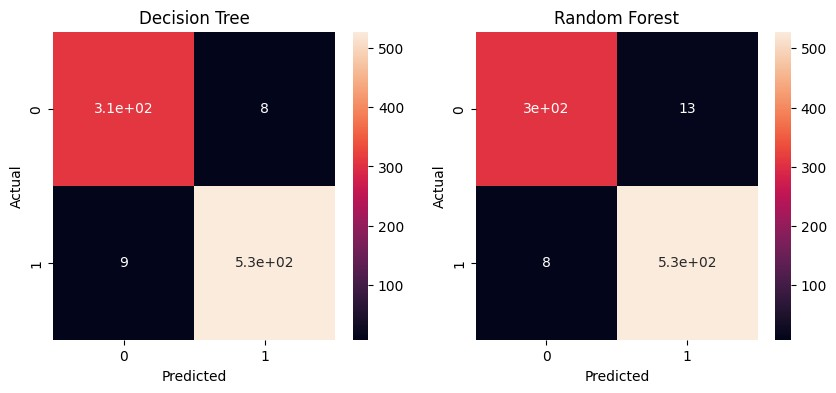 Decision Tree
0
1
Actual
3.1e+02
8
9
5.3e+02
0
1
Predicted
500
400
300
200
100
Random Forest
0
1
Actual
3e+02
13
8
5.3e+02
0
1
Predicted
500
400
300
200
100